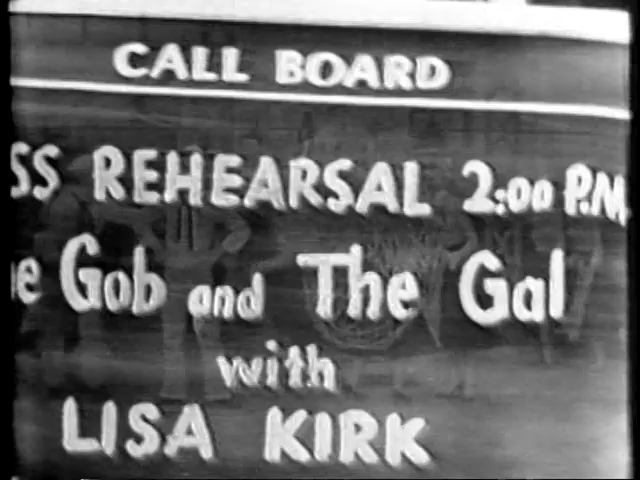 CALL BOARD
SS REHEARSAL 2:00 P.M
e Gob and The Gal
with
LISA KIRK